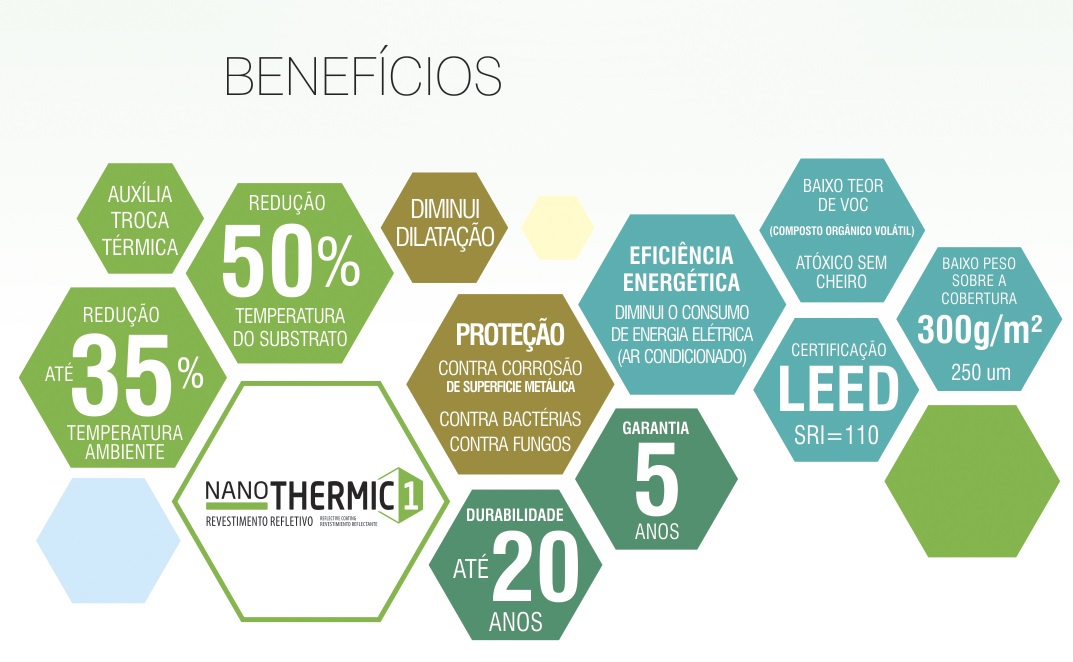 BENEFÍCIOS
AUXÍLIA
TROCA
TÉRMICA
REDUÇÃO
50%
TEMPERATURA
DO SUBSTRATO
DIMINUI
DILATAÇÃO
REDUÇÃO
ATÉ 35%
TEMPERATURA
AMBIENTE
PROTEÇÃO
CONTRA CORROSÃO
DE SUPERFICIE METÁLICA
CONTRA BACTÉRIAS
CONTRA FUNGOS
EFICIÊNCIA
ENERGÉTICA
DIMINUI O CONSUMO
DE ENERGIA ELÉTRICA
(AR CONDICIONADO)
BAIXO TEOR
DE VOC
(COMPOSTO ORGÂNICO VOLÁTIL)
ATÓXICO SEM
CHEIRO
BAIXO PESO
SOBRE A
COBERTURA
300g/m²
250 um
CERTIFICAÇÃO
LEED
SRI=110
NANOTHERMIC 1
REVESTIMENTO REFLETIVO
REFLECTIVE COATING
REVESTIMIENTO REFLECTANTE
GARANTIA
5
ANOS
DURABILIDADE
ATÉ 20
ANOS